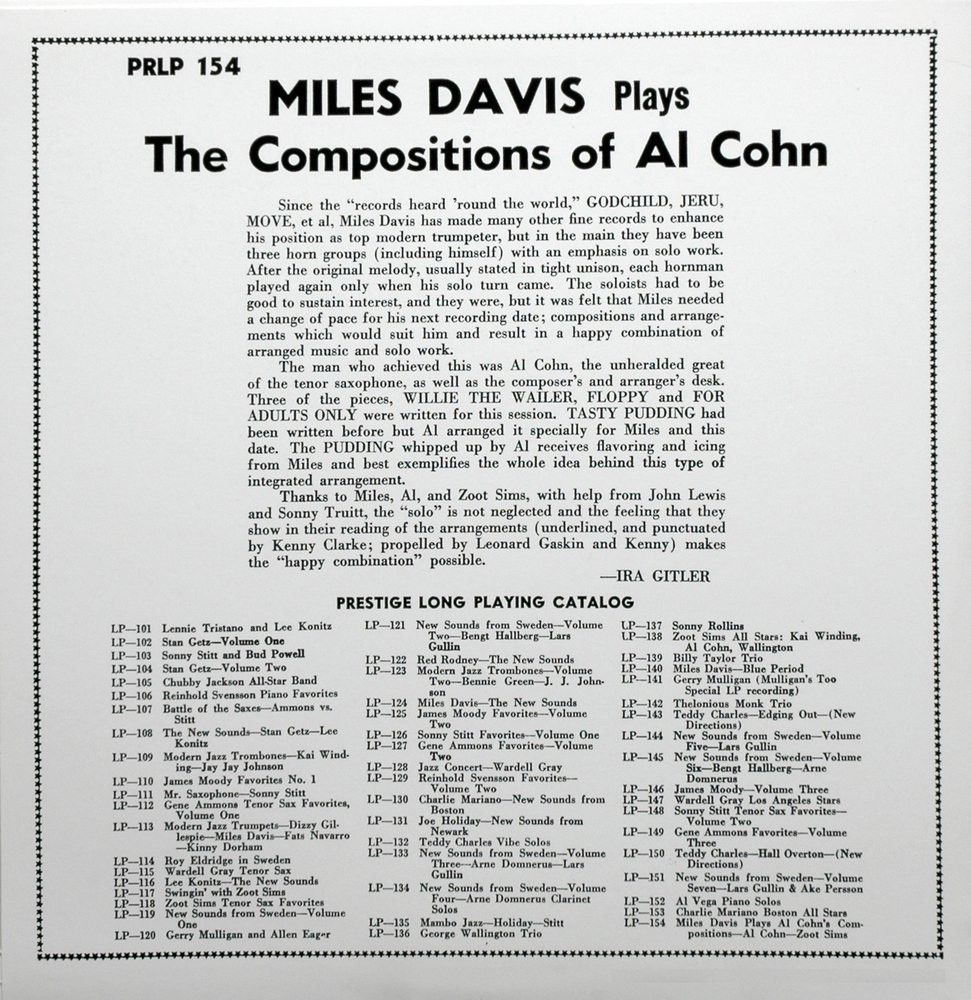 PRLP 154
MILES DAVIS Plays
The Compositions of Al Cohn
Since the “records heard ’round the world,” GODCHILD, JERU,
MOVE, et al, Miles Davis has made many other fine records to enhance
his position as top modern trumpeter, but in the main they have been
three horn groups (including himself) with an emphasis on solo work.
After the original melody, usually stated in tight unison, each hornman
played again only when his solo turn came. The soloists had to be
good to sustain interest, and they were, but it was felt that Miles needed
a change of pace for his next recording date; compositions and arrange-
ments which would suit him and result in a happy combination of
arranged music and solo work.
The man who achieved this was Al Cohn, the unheralded great
of the tenor saxophone, as well as the composer’s and arranger’s desk.
Three of the pieces, WILLIE THE WAILER, FLOPPY and FOR
ADULTS ONLY were written for this session. TASTY PUDDING had
been written before but Al arranged it specially for Miles and this
date. The PUDDING whipped up by Al receives flavoring and icing
from Miles and best exemplifies the whole idea behind this type of
integrated arrangement.
Thanks to Miles, Al, and Zoot Sims, with help from John Lewis
and Sonny Truitt, the “solo” is not neglected and the feeling that they
show in their reading of the arrangements (underlined, and punctuated
by Kenny Clarke; propelled by Leonard Gaskin and Kenny) makes
the “happy combination” possible.
—IRA GITLER
PRESTIGE LONG PLAYING CATALOG
LP—101 Lennie Tristano and Lee Konitz
LP—102 Stan Getz—Volume One
LP—103 Sonny Stitt and Bud Powell
LP—104 Stan Getz—Volume Two
LP—105 Chubby Jackson All-Star Band
LP—106 Reinhold Svensson Piano Favorites
LP—107 Battle of the Saxes—Ammons vs.
Stitt
LP—108 The New Sounds—Stan Getz—Lee
Konitz
LP—109 Modern Jazz Trombones—Kai Wind-
ing—Jay Jay Johnson
LP—110 James Moody Favorites No. 1
LP—111 Mr. Saxophone—Sonny Stitt
LP—112 Gene Ammons Tenor Sax Favorites,
Volume One
LP—113 Modern Jazz Trumpets—Dizzy Gil-
lespie—Miles Davis—Fats Navarro
—Kinny Dorham
LP—114 Roy Eldridge in Sweden
LP—115 Wardell Gray Tenor Sax
LP—116 Lee Konitz—The New Sounds
LP—117 Swingin’ with Zoot Sims
LP—118 Zoot Sims Tenor Sax Favorites
LP—119 New Sounds from Sweden—Volume
One
LP—120 Gerry Mulligan and Allen Eager
LP—121 New Sounds from Sweden—Volume
Two—Bengt Hallberg—Lars
Gullin
LP—122 Red Rodney—The New Sounds
LP—123 Modern Jazz Trombones—Volume
Two—Bennie Green—J. J. John-
son
LP—124 Miles Davis—The New Sounds
LP—125 James Moody Favorites—Volume
Two
LP—126 Sonny Stitt Favorites—Volume One
LP—127 Gene Ammons Favorites—Volume
Two
LP—128 Jazz Concert—Wardell Gray
LP—129 Reinhold Svensson Favorites—
Volume Two
LP—130 Charlie Mariano—New Sounds from
Boston
LP—131 Joe Holiday—New Sounds from
Newark
LP—132 Teddy Charles Vibe Solos
LP—133 New Sounds from Sweden—Volume
Three—Arne Domnerus—Lars
Gullin
LP—134 New Sounds from Sweden—Volume
Four—Arne Domnerus Clarinet
Solos
LP—135 Mambo Jazz—Holiday—Stitt
LP—136 George Wallington Trio
LP—137 Sonny Rollins
LP—138 Zoot Sims All Stars: Kai Winding,
Al Cohn, Wallington
LP—139 Billy Taylor Trio
LP—140 Miles Davis—Blue Period
LP—141 Gerry Mulligan (Mulligan’s Too
Special LP recording)
LP—142 Thelonious Monk Trio
LP—143 Teddy Charles—Edging Out—(New
Directions)
LP—144 New Sounds from Sweden—Volume
Five—Lars Gullin
LP—145 New Sounds from Sweden—Volume
Six—Bengt Hallberg—Arne
Domnerus
LP—146 James Moody—Volume Three
LP—147 Wardell Gray Los Angeles Stars
LP—148 Sonny Stitt Tenor Sax Favorites—
Volume Two
LP—149 Gene Ammons Favorites—Volume
Three
LP—150 Teddy Charles—Hall Overton—(New
Directions)
LP—151 New Sounds from Sweden—Volume
Seven—Lars Gullin & Ake Persson
LP—152 Al Vega Piano Solos
LP—153 Charlie Mariano Boston All Stars
LP—154 Miles Davis Plays Al Cohn’s Com-
positions—Al Cohn—Zoot Sims